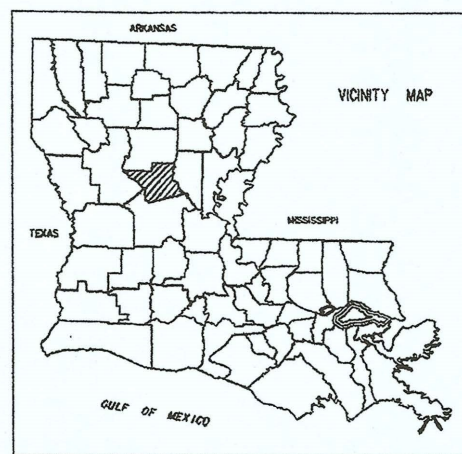 ARKANSAS
VICINITY MAP
TEXAS
MISSISSIPPI
GULF OF MEXICO